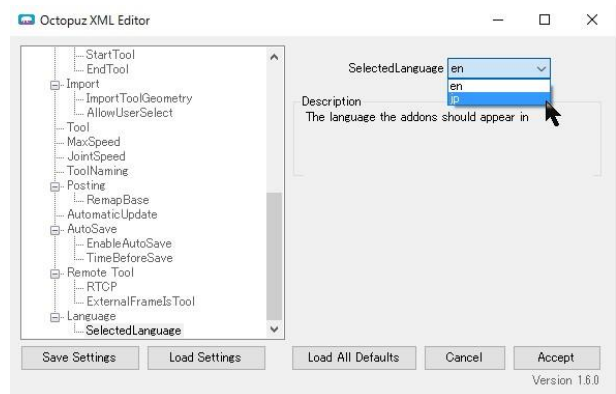 Octopuz XML Editor
StartTool
EndTool
Import
ImportToolGeometry
AllowUserSelect
Tool
MaxSpeed
JointSpeed
ToolNaming
Posting
RemapBase
AutomaticUpdate
AutoSave
EnableAutoSave
TimeBeforeSave
Remote Tool
RTCP
ExternalFrameIsTool
Language
SelectedLanguage
SelectedLanguage en
en
jp
Description
The language the addons should appear in
Save Settings Load Settings Load All Defaults Cancel Accept
Version 1.6.0